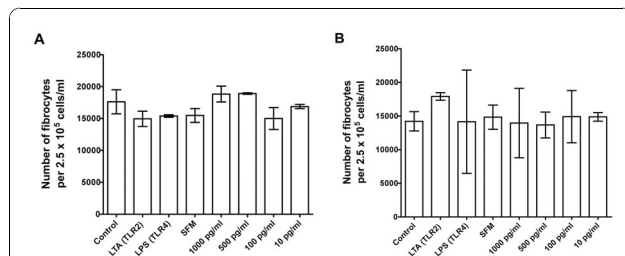 A
Number of fibrocytes
per 2.5 x 10⁵ cells/ml
25000
20000
15000
10000
5000
0
Control
LTA (TLR2)
LPS (TLR4)
SFM
1000 pg/ml
500 pg/ml
100 pg/ml
10 pg/ml
B
Number of fibrocytes
per 2.5 x 10⁵ cells/ml
25000
20000
15000
10000
5000
0
Control
LTA (TLR2)
LPS (TLR4)
SFM
1000 pg/ml
500 pg/ml
100 pg/ml
10 pg/ml